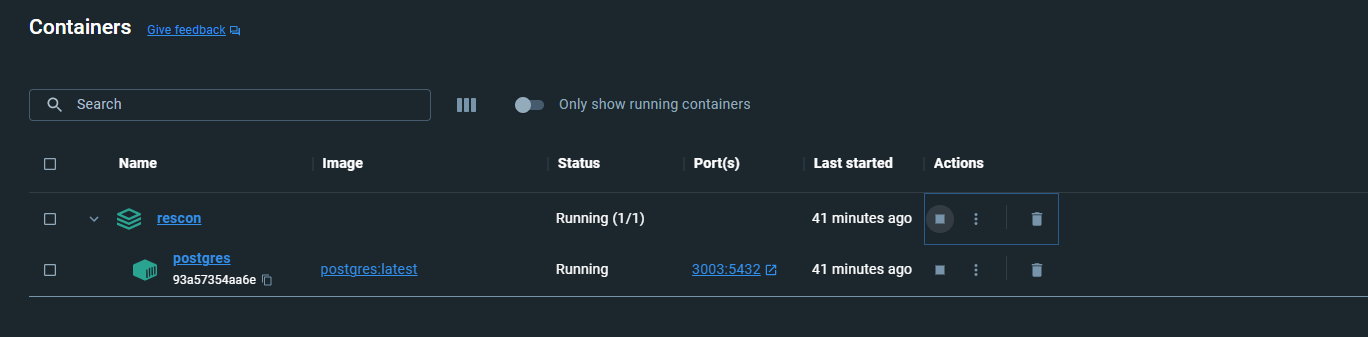 Containers Give feedback
Search Only show running containers
Name Image Status Port(s) Last started Actions
rescon Running (1/1) 41 minutes ago
postgres
93a57354aa6e postgres:latest Running 3003:5432 41 minutes ago